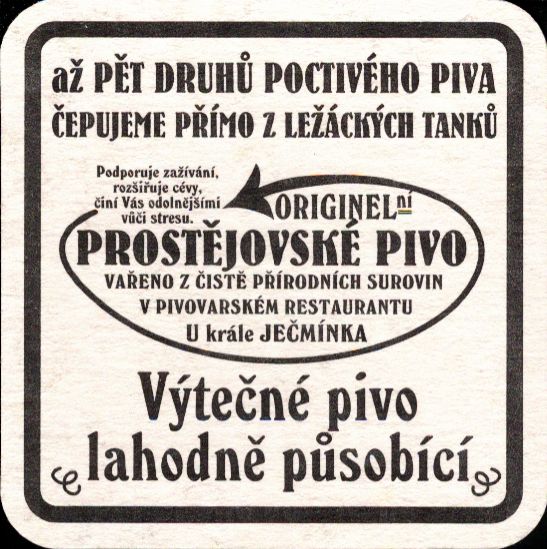 až PĚT DRUHŮ POCTIVÉHO PIVA
ČEPUJEME PŘÍMO Z LEŽÁCKÝCH TANKŮ
Podporuje zažívání,
rozšiřuje cévy,
činí Vás odolnějšími
vůči stresu.
ORIGINELní
PROSTĚJOVSKÉ PIVO
VAŘENO Z ČISTĚ PŘÍRODNÍCH SUROVIN
V PIVOVARSKÉM RESTAURANTU
U krále JEČMÍNKA
Výtečné pivo
lahodně působící